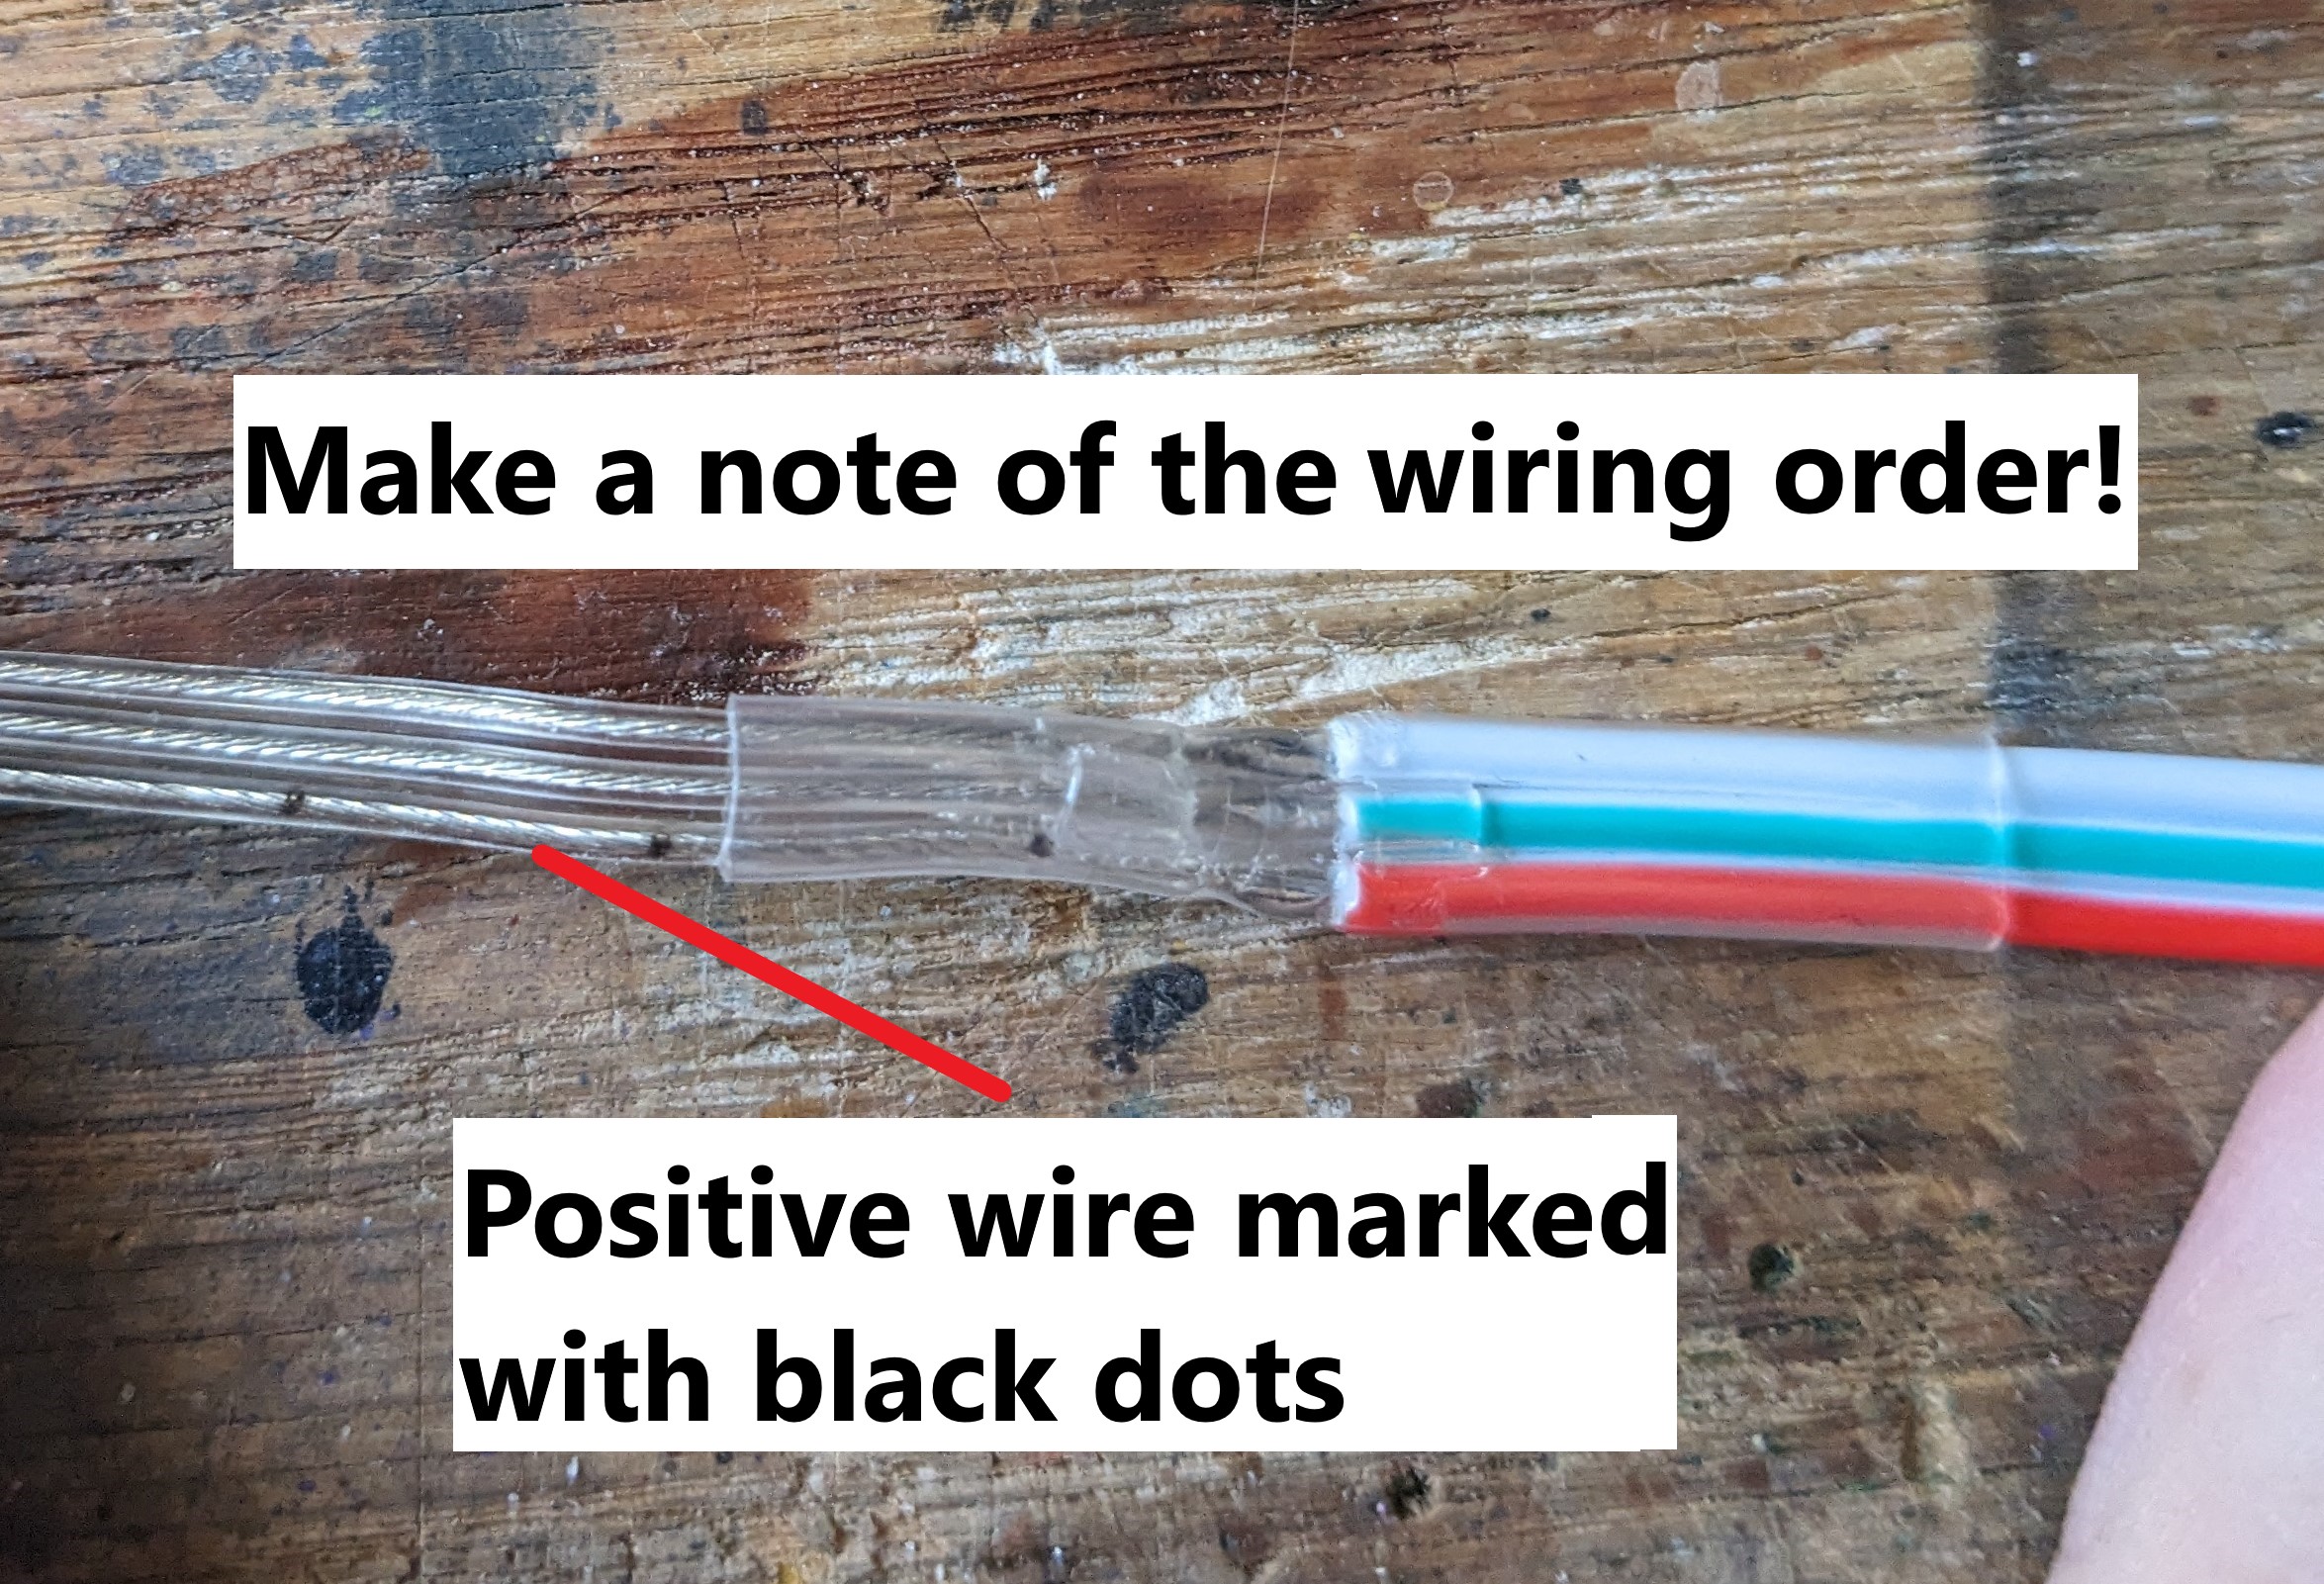 Make a note of the wiring order!
Positive wire marked
with black dots